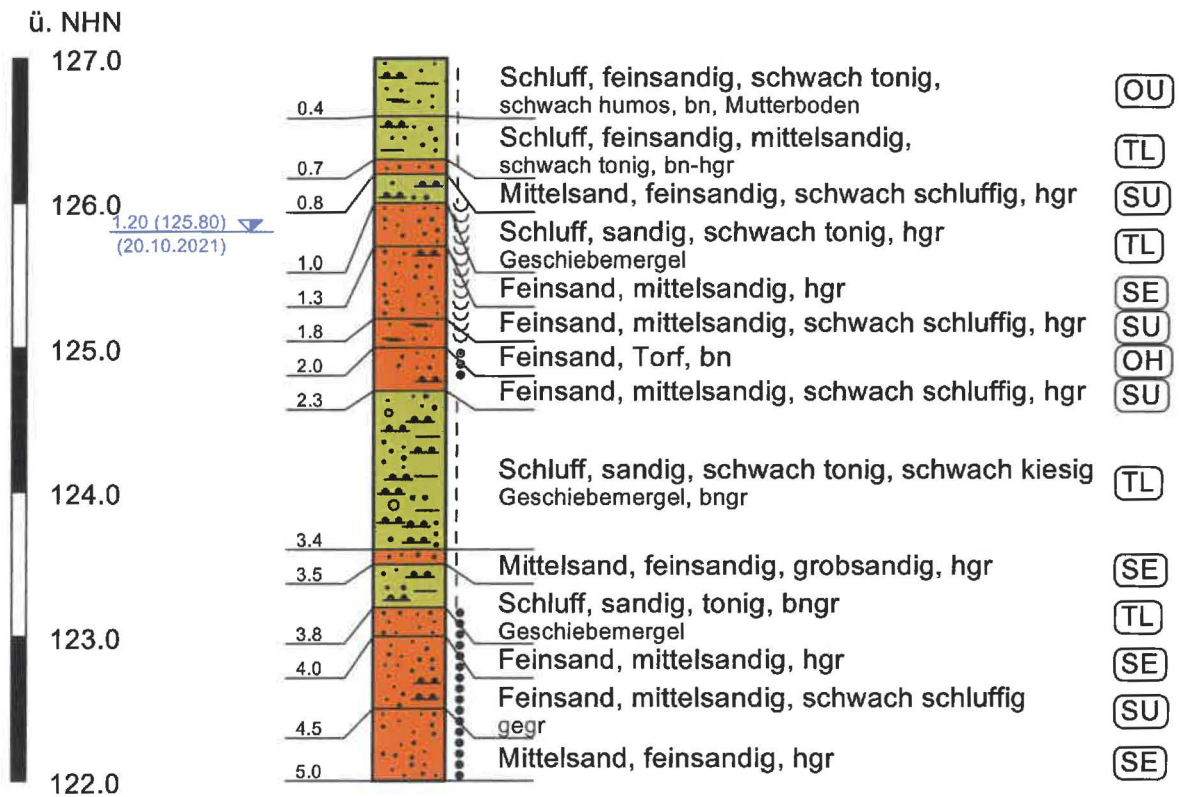 ü. NHN
127.0
Schluff, feinsandig, schwach tonig,
schwach humos, bn, Mutterboden
OU
0.4
Schluff, feinsandig, mittelsandig,
schwach tonig, bn-hgr
TL
0.7
Mittelsand, feinsandig, schwach schluffig, hgr
SU
0.8
126.0
1.20 (125.80)
(20.10.2021)
Schluff, sandig, schwach tonig, hgr
Geschiebemergel
TL
1.0
Feinsand, mittelsandig, hgr
SE
1.3
Feinsand, mittelsandig, schwach schluffig, hgr
SU
1.8
125.0
Feinsand, Torf, bn
OH
2.0
Feinsand, mittelsandig, schwach schluffig, hgr
SU
2.3
Schluff, sandig, schwach tonig, schwach kiesig
Geschiebemergel, bngr
TL
124.0
3.4
Mittelsand, feinsandig, grobsandig, hgr
SE
3.5
Schluff, sandig, tonig, bngr
Geschiebemergel
TL
3.8
123.0
Feinsand, mittelsandig, hgr
SE
4.0
Feinsand, mittelsandig, schwach schluffig
gegr
SU
4.5
Mittelsand, feinsandig, hgr
SE
5.0
122.0